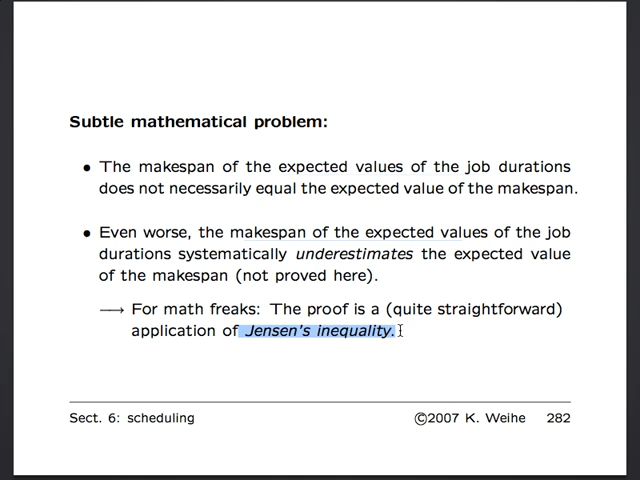 Subtle mathematical problem:
● The makespan of the expected values of the job durations
does not necessarily equal the expected value of the makespan.
● Even worse, the makespan of the expected values of the job
durations systematically underestimates the expected value
of the makespan (not proved here).
⟶ For math freaks: The proof is a (quite straightforward)
application of Jensen's inequality.
Sect. 6: scheduling ©2007 K. Weihe 282